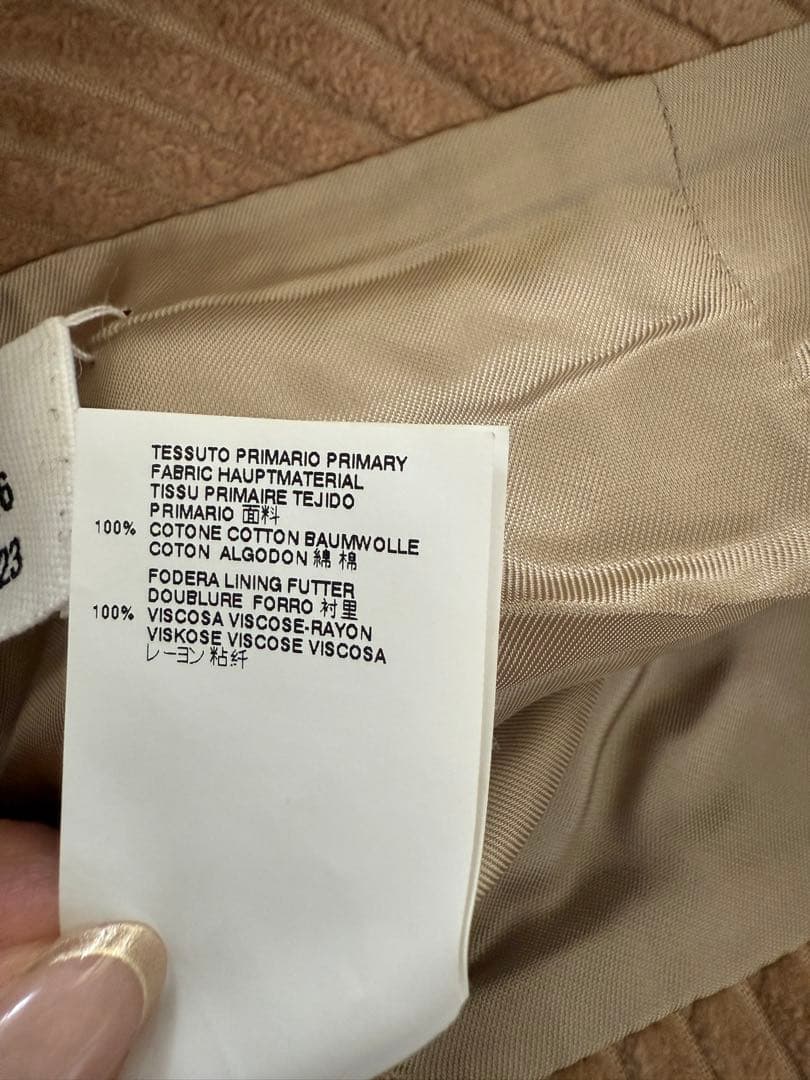 TESSUTO PRIMARIO PRIMARY
FABRIC HAUPTMATERIAL
TISSU PRIMAIRE TEJIDO
PRIMARIO 面料
100% COTONE COTTON BAUMWOLLE
COTON ALGODON 綿 棉
FODERA LINING FUTTER
DOUBLURE FORRO 衬里
100% VISCOSA VISCOSE-RAYON
VISKOSE VISCOSE VISCOSA
レーヨン 粘纤
6
23